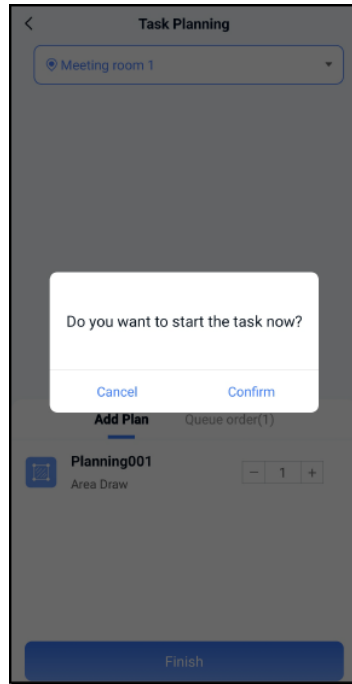 Task Planning
Meeting room 1
Do you want to start the task now?
Cancel Confirm
Add Plan Queue order(1)
Planning001
Area Draw
− 1 +
Finish